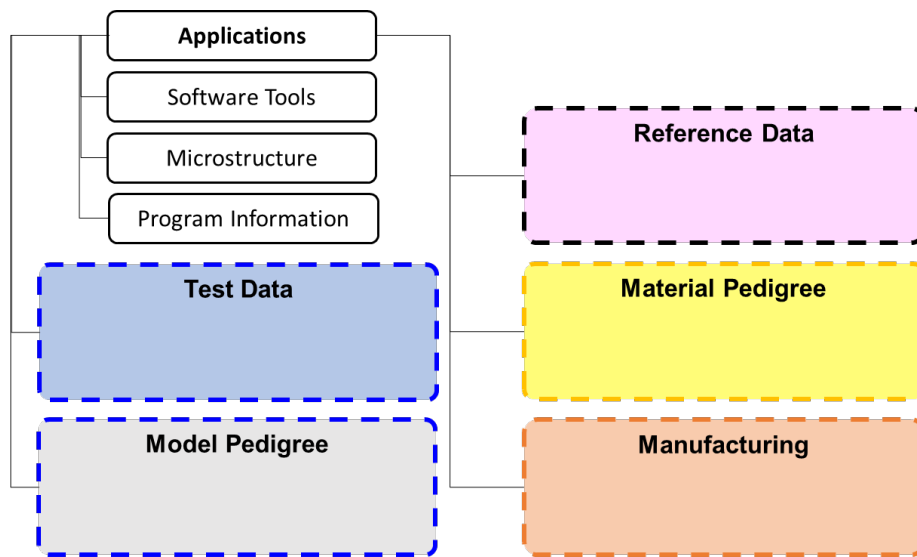 Applications
Software Tools
Microstructure
Program Information
Test Data
Model Pedigree
Reference Data
Material Pedigree
Manufacturing